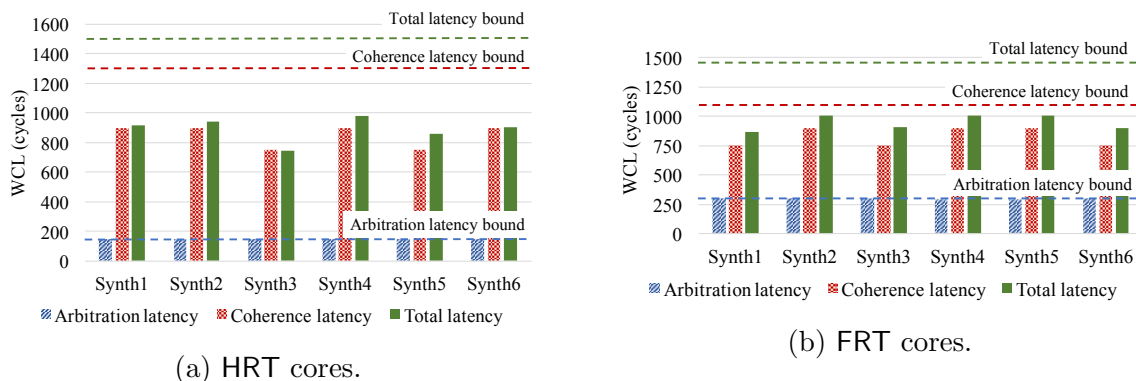 1600
Total latency bound
1400
Coherence latency bound
1200
1000
800
600
400
Arbitration latency bound
200
0
WCL (cycles)
Synth1 Synth2 Synth3 Synth4 Synth5 Synth6
Arbitration latency Coherence latency Total latency
(a) HRT cores.
Total latency bound
1500
1250
Coherence latency bound
1000
750
500
Arbitration latency bound
250
0
WCL (cycles)
Synth1 Synth2 Synth3 Synth4 Synth5 Synth6
Arbitration latency Coherence latency Total latency
(b) FRT cores.